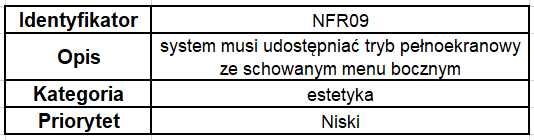 Identyfikator NFR09
Opis system musi udostępniać tryb pełnoekranowy
ze schowanym menu bocznym
Kategoria estetyka
Priorytet Niski